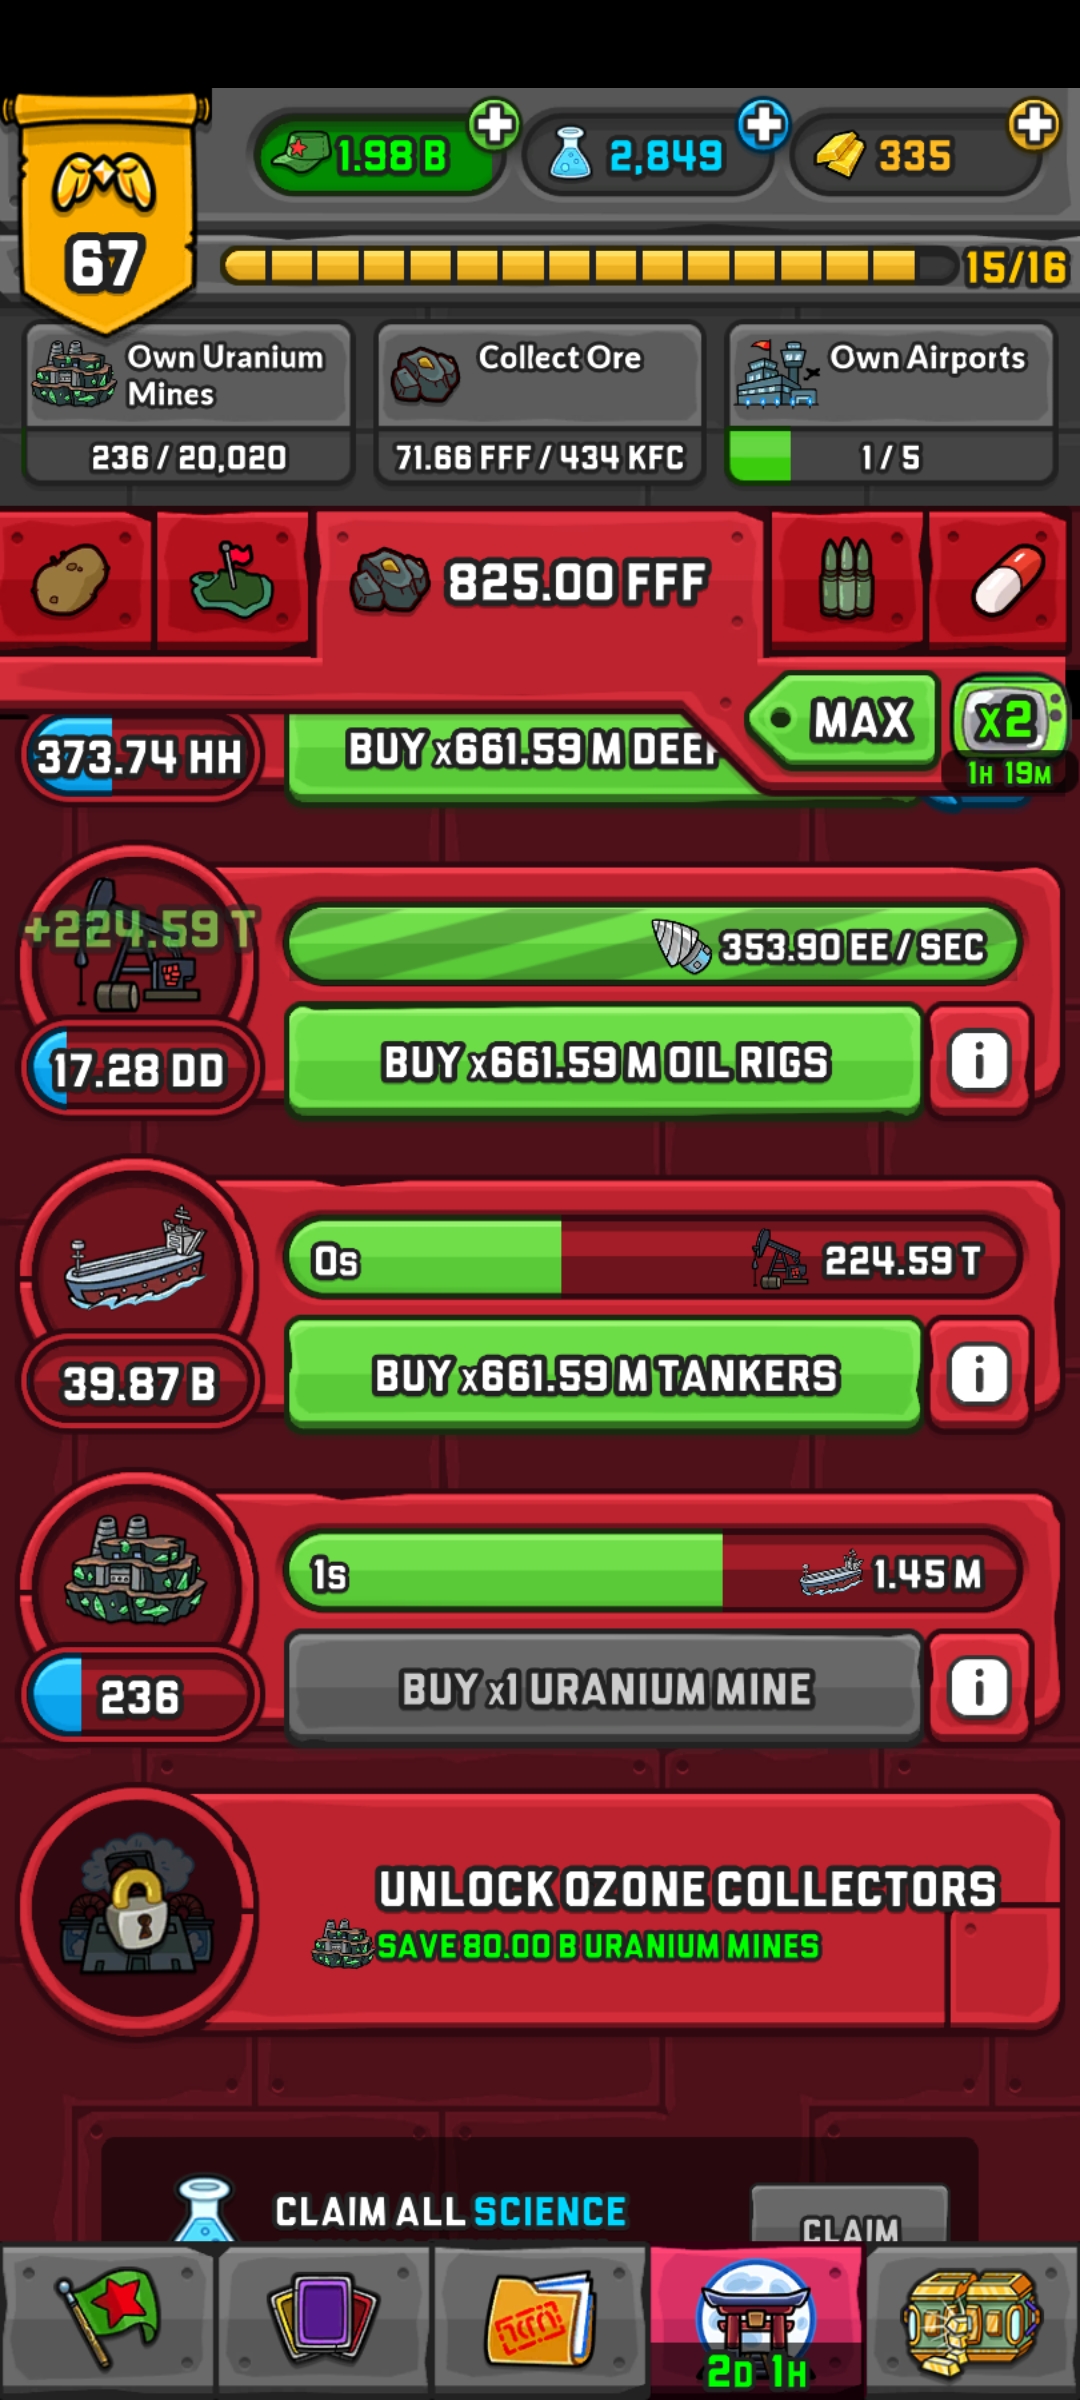 67
1.98 B
2,849
335
15/16
Own Uranium
Mines
236 / 20,020
Collect Ore
71.66 FFF / 434 KFC
Own Airports
1 / 5
825.00 FFF
MAX
x2
1H 19M
373.74 HH
BUY x661.59 M DEEP
+224.59 T
353.90 EE / SEC
17.28 DD
BUY x661.59 M OIL RIGS
i
0s
224.59 T
39.87 B
BUY x661.59 M TANKERS
i
1s
1.45 M
236
BUY x1 URANIUM MINE
i
UNLOCK OZONE COLLECTORS
SAVE 80.00 B URANIUM MINES
CLAIM ALL SCIENCE
CLAIM
2D 1H